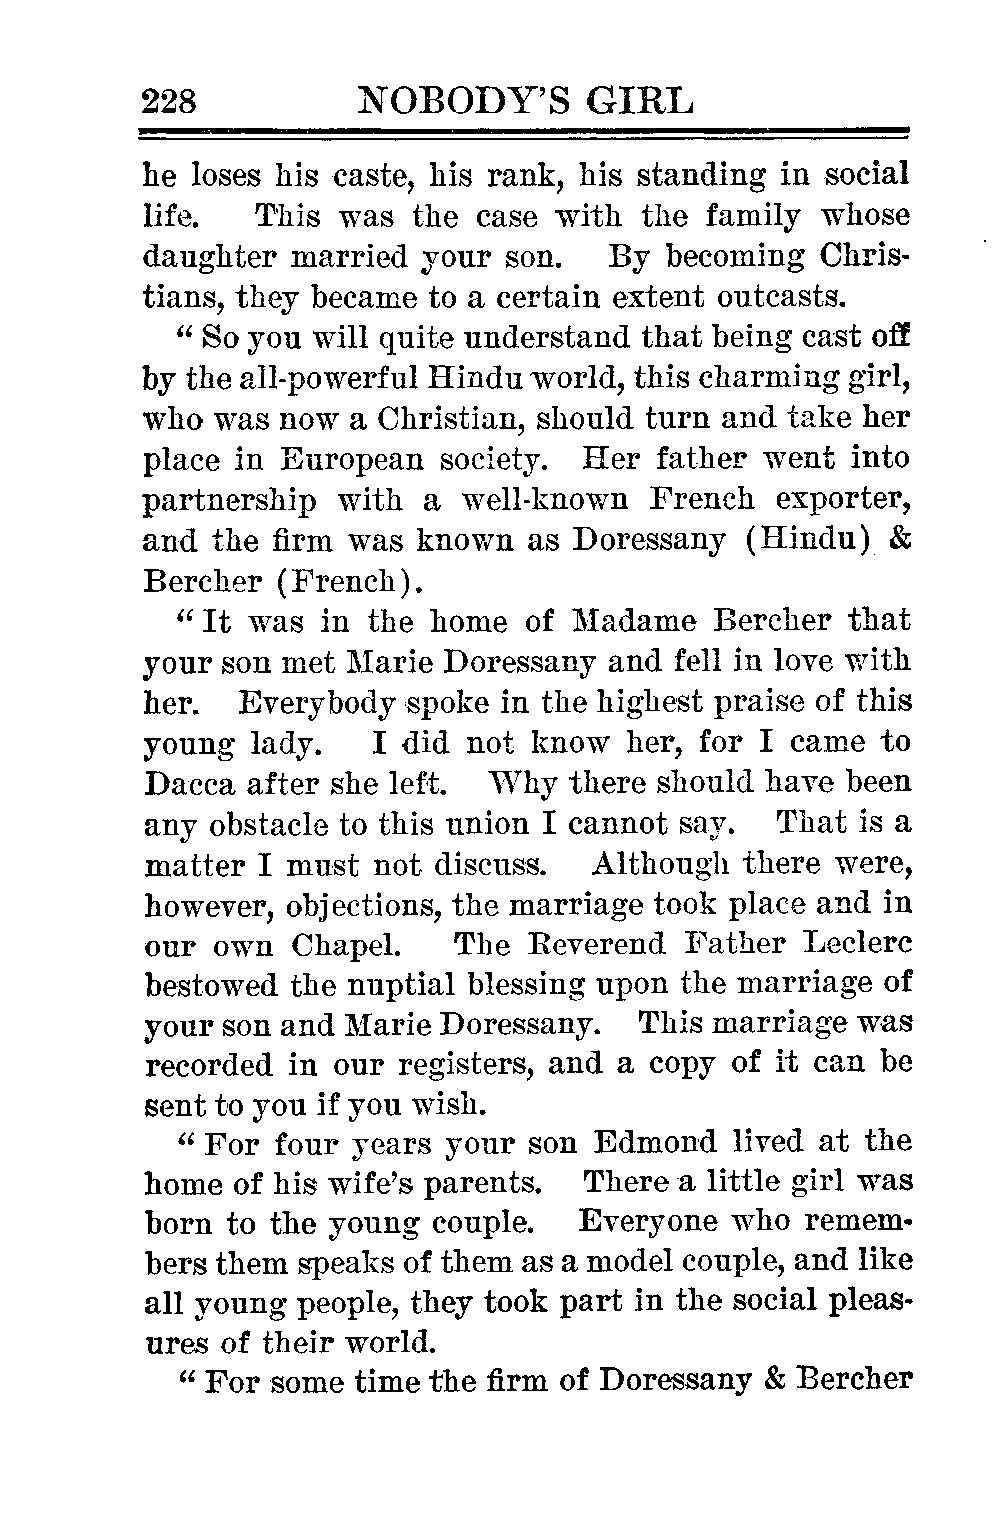 228 NOBODY'S GIRL
he loses his caste, his rank, his standing in social
life. This was the case with the family whose
daughter married your son. By becoming Chris-
tians, they became to a certain extent outcasts.
“ So you will quite understand that being cast off
by the all-powerful Hindu world, this charming girl,
who was now a Christian, should turn and take her
place in European society. Her father went into
partnership with a well-known French exporter,
and the firm was known as Doressany (Hindu) &
Bercher (French).
“ It was in the home of Madame Bercher that
your son met Marie Doressany and fell in love with
her. Everybody spoke in the highest praise of this
young lady. I did not know her, for I came to
Dacca after she left. Why there should have been
any obstacle to this union I cannot say. That is a
matter I must not discuss. Although there were,
however, objections, the marriage took place and in
our own Chapel. The Reverend Father Leclerc
bestowed the nuptial blessing upon the marriage of
your son and Marie Doressany. This marriage was
recorded in our registers, and a copy of it can be
sent to you if you wish.
“ For four years your son Edmond lived at the
home of his wife's parents. There a little girl was
born to the young couple. Everyone who remem-
bers them speaks of them as a model couple, and like
all young people, they took part in the social pleas-
ures of their world.
“ For some time the firm of Doressany & Bercher